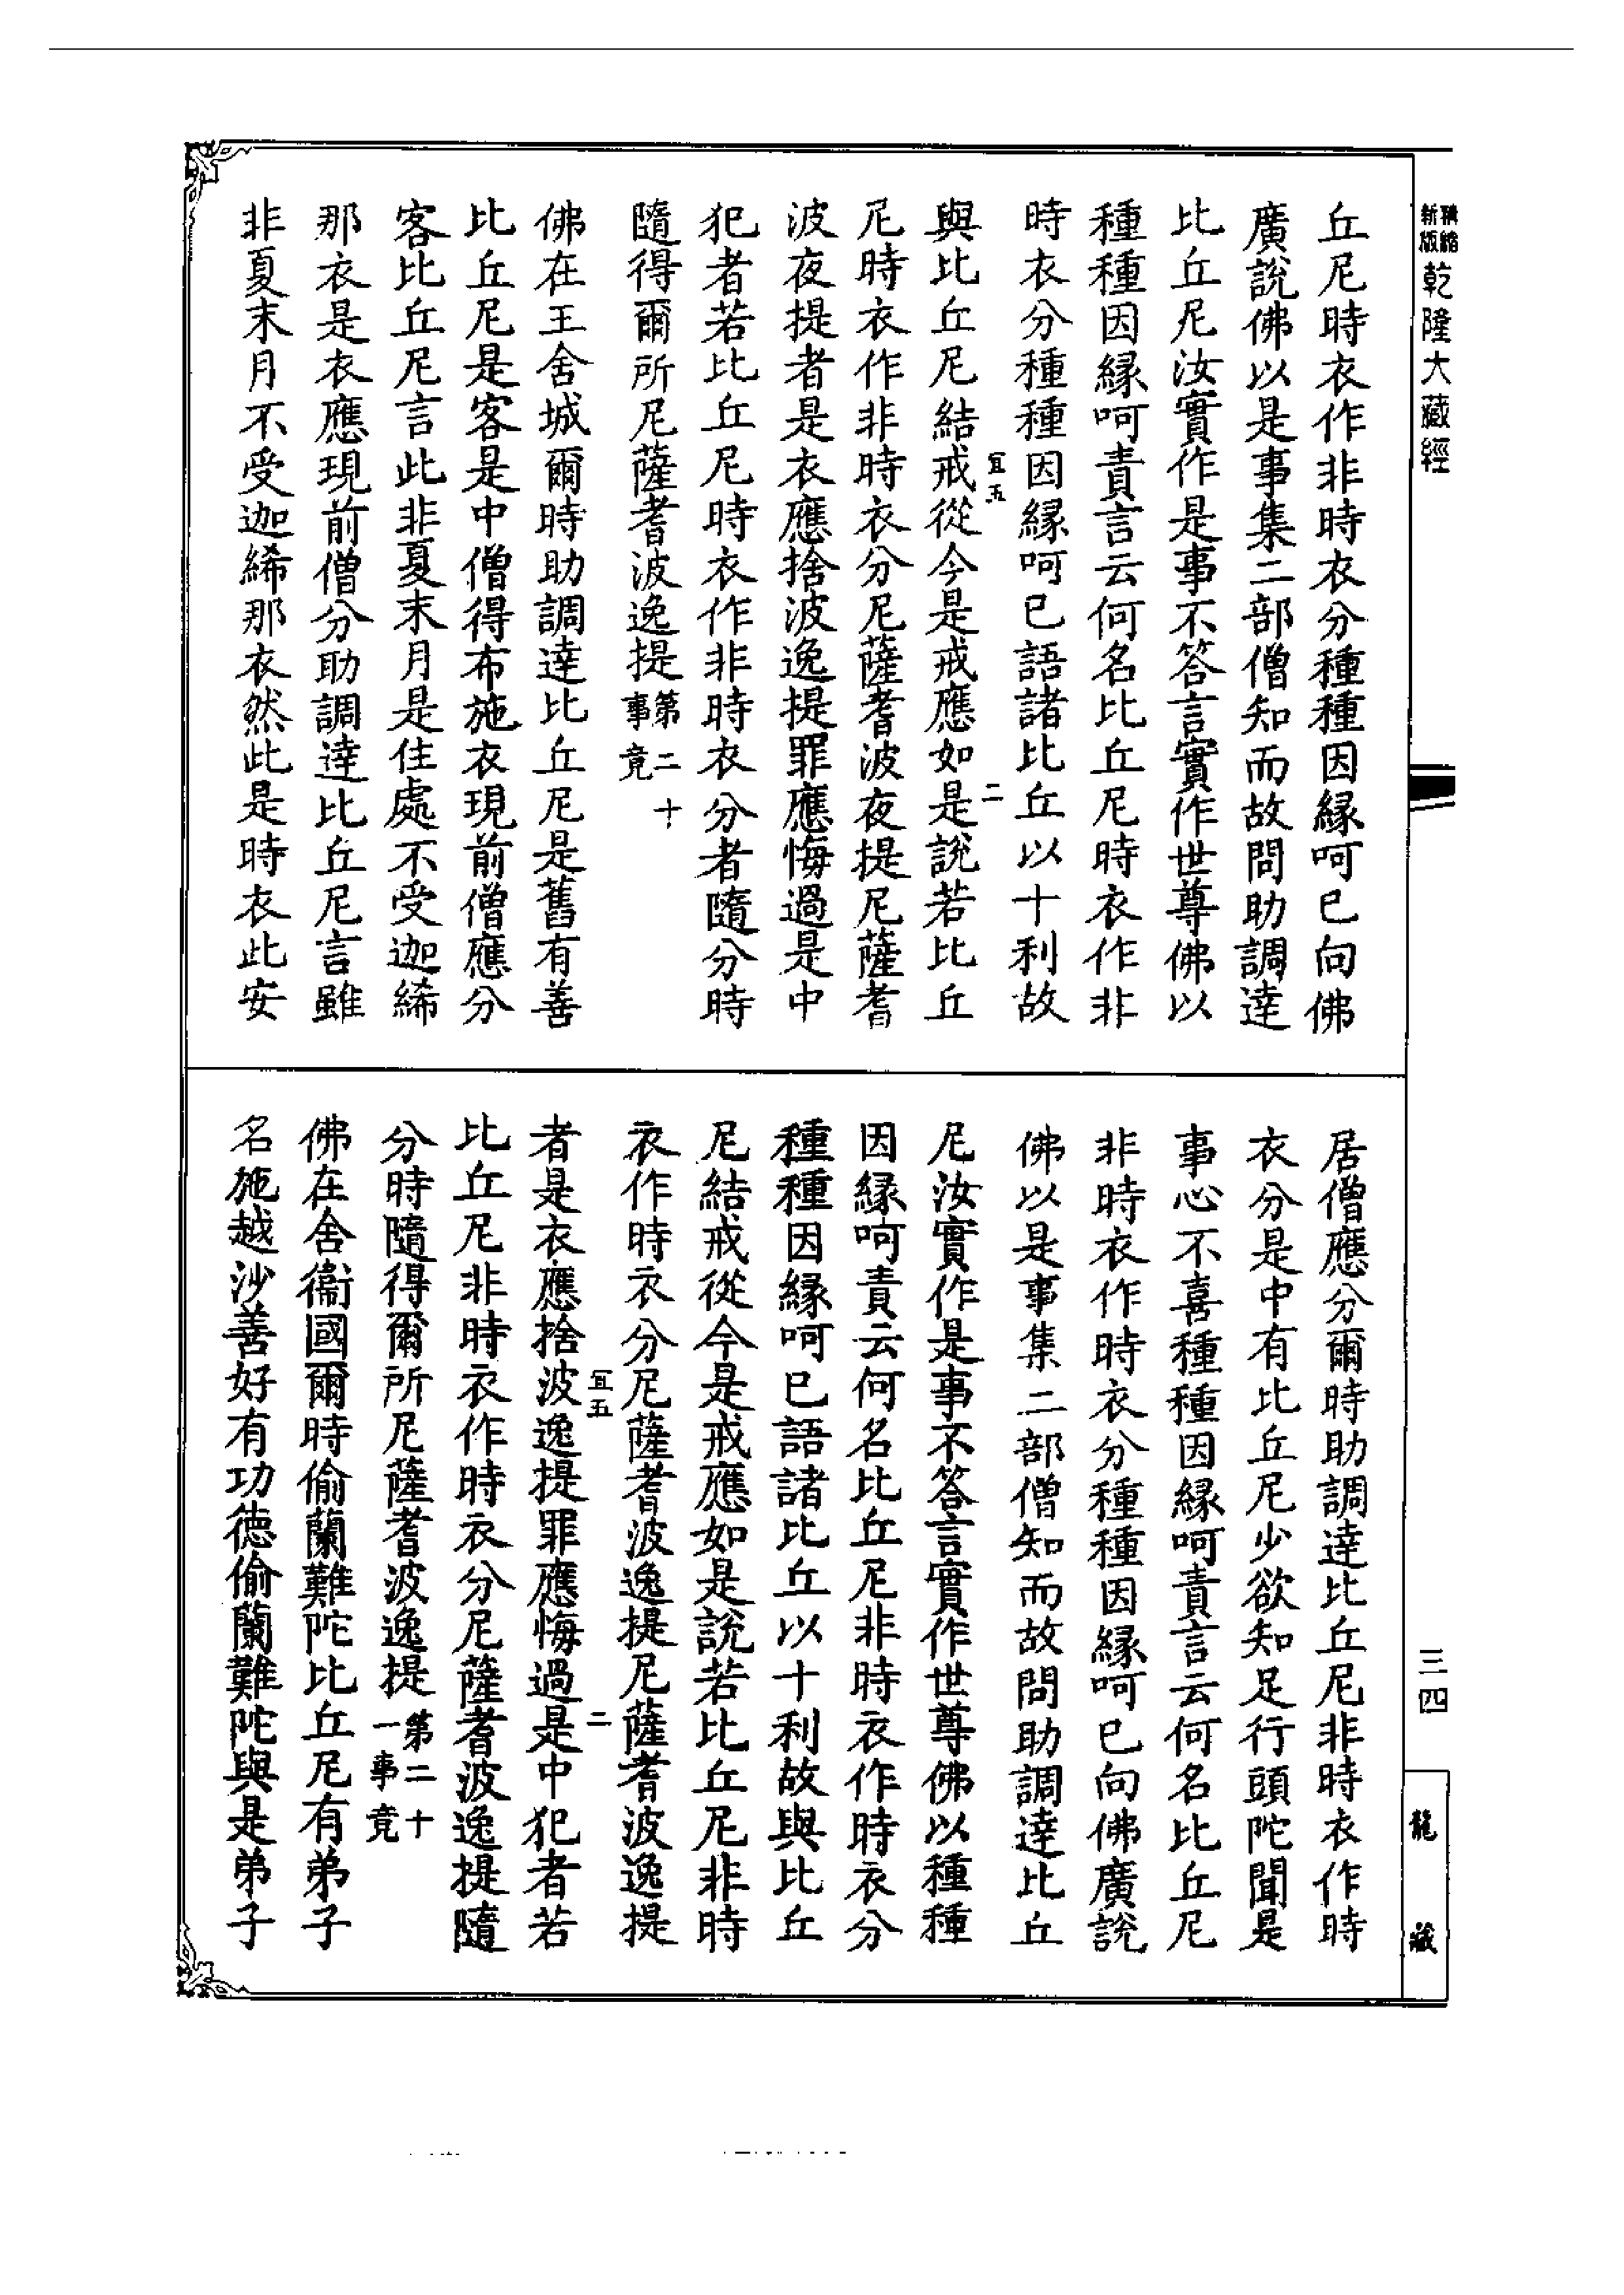 新版精縮乾隆大藏經
丘尼時衣作非時衣分種種因緣呵已向佛
廣說佛以是事集二部僧知而故問助調達
比丘尼汝實作是事不答言實作世尊佛以
種種因緣呵責言云何名比丘尼時衣作非
時衣分種種因緣呵已語諸比丘以十利故
宜五 二
與比丘尼結戒從今是戒應如是說若比丘
尼時衣作非時衣分尼薩耆波夜提尼薩耆
波夜提者是衣應捨波逸提罪應悔過是中
犯者若比丘尼時衣作非時衣分者隨分時
隨得爾所尼薩耆波逸提第二十事竟
佛在王舍城爾時助調達比丘尼是舊有善
比丘尼是客是中僧得布施衣現前僧應分
客比丘尼言此非夏末月是住處不受迦絺
那衣是衣應現前僧分助調達比丘尼言雖
非夏末月不受迦絺那衣然此是時衣此安
居僧應分爾時助調達比丘尼非時衣作時
衣分是中有比丘尼少欲知足行頭陀聞是
事心不喜種種因緣呵責言云何名比丘尼
非時衣作時衣分種種因緣呵已向佛廣說
佛以是事集二部僧知而故問助調達比丘
尼汝實作是事不答言實作世尊佛以種種
因緣呵責云何名比丘尼非時衣作時衣分
種種因緣呵已語諸比丘以十利故與比丘
尼結戒從今是戒應如是說若比丘尼非時
衣作時衣分尼薩耆波逸提尼薩耆波逸提
宜五 二
者是衣應捨波逸提罪應悔過是中犯者若
比丘尼非時衣作時衣分尼薩耆波逸提隨
分時隨得爾所尼薩耆波逸提第二十一事竟
佛在舍衞國爾時偷蘭難陀比丘尼有弟子
名施越沙善好有功德偷蘭難陀與是弟子
三四
龍藏